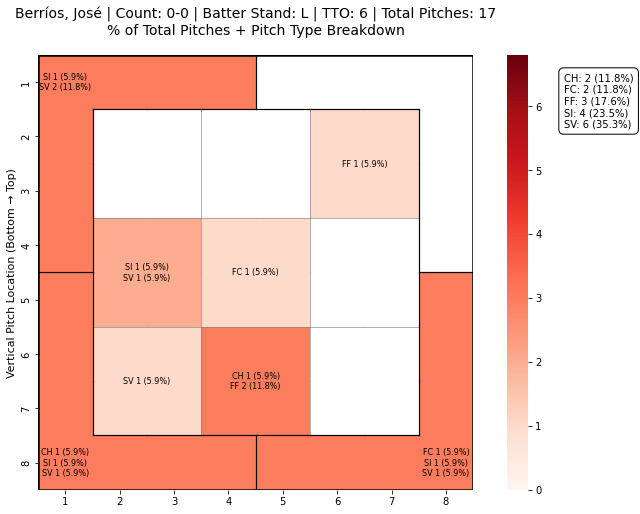 Berríos, José | Count: 0-0 | Batter Stand: L | TTO: 6 | Total Pitches: 17
% of Total Pitches + Pitch Type Breakdown
SI 1 (5.9%)
SV 2 (11.8%)
FF 1 (5.9%)
SI 1 (5.9%)
SV 1 (5.9%)
FC 1 (5.9%)
SV 1 (5.9%)
CH 1 (5.9%)
FF 2 (11.8%)
CH 1 (5.9%)
SI 1 (5.9%)
SV 1 (5.9%)
FC 1 (5.9%)
SI 1 (5.9%)
SV 1 (5.9%)
Vertical Pitch Location (Bottom → Top)
1
2
3
4
5
6
7
8
1 2 3 4 5 6 7 8
6
5
4
3
2
1
0
CH: 2 (11.8%)
FC: 2 (11.8%)
FF: 3 (17.6%)
SI: 4 (23.5%)
SV: 6 (35.3%)